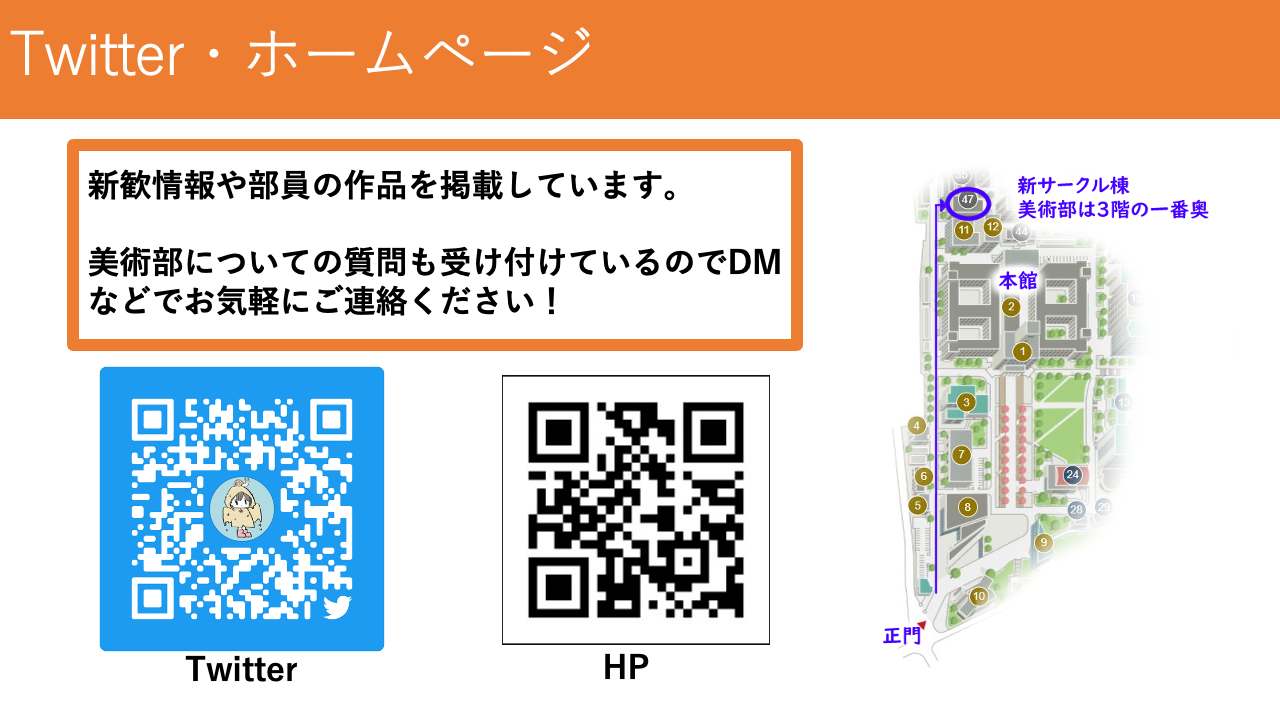 Twitter・ホームページ
新歓情報や部員の作品を掲載しています。
美術部についての質問も受け付けているのでDM
などでお気軽にご連絡ください！
Twitter
HP
新サークル棟
美術部は3階の一番奥
47
11
12
44
本館
2
15
1
3
13
4
7
24
6
5
8
28
29
9
10
正門